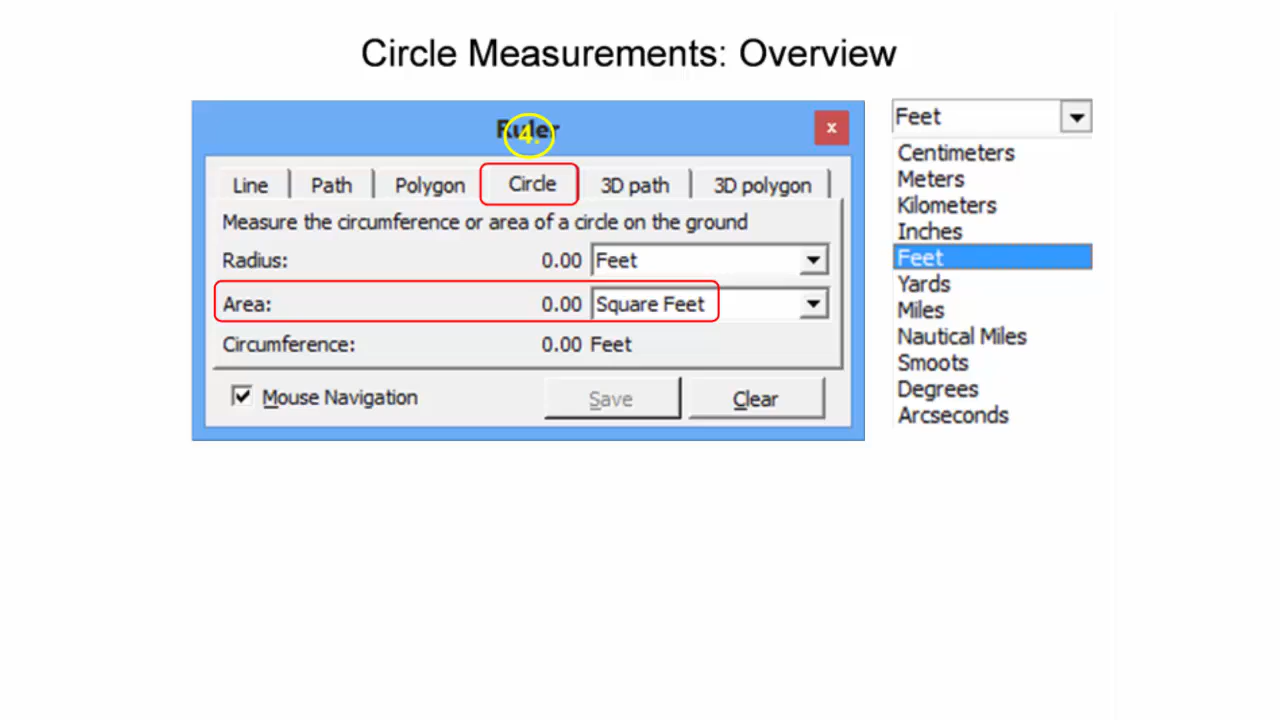 Circle Measurements: Overview
Ruler
4.
x
Line Path Polygon Circle 3D path 3D polygon
Measure the circumference or area of a circle on the ground
Radius: 0.00 Feet
Area: 0.00 Square Feet
Circumference: 0.00 Feet
Mouse Navigation Save Clear
Feet
Centimeters
Meters
Kilometers
Inches
Feet
Yards
Miles
Nautical Miles
Smoots
Degrees
Arcseconds